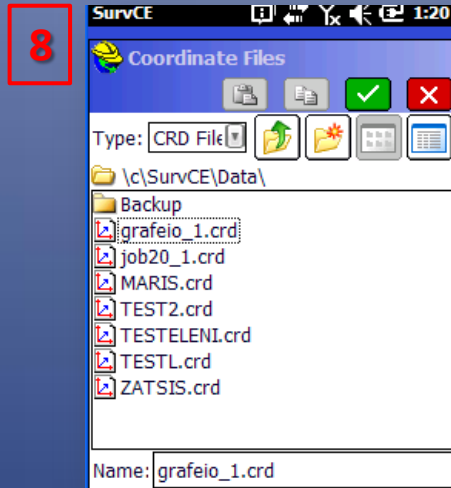 8
SurvCE 1:20
Coordinate Files
Type: CRD File
\c\SurvCE\Data\
Backup
grafeio_1.crd
job20_1.crd
MARIS.crd
TEST2.crd
TESTELENI.crd
TESTL.crd
ZATSIS.crd
Name: grafeio_1.crd